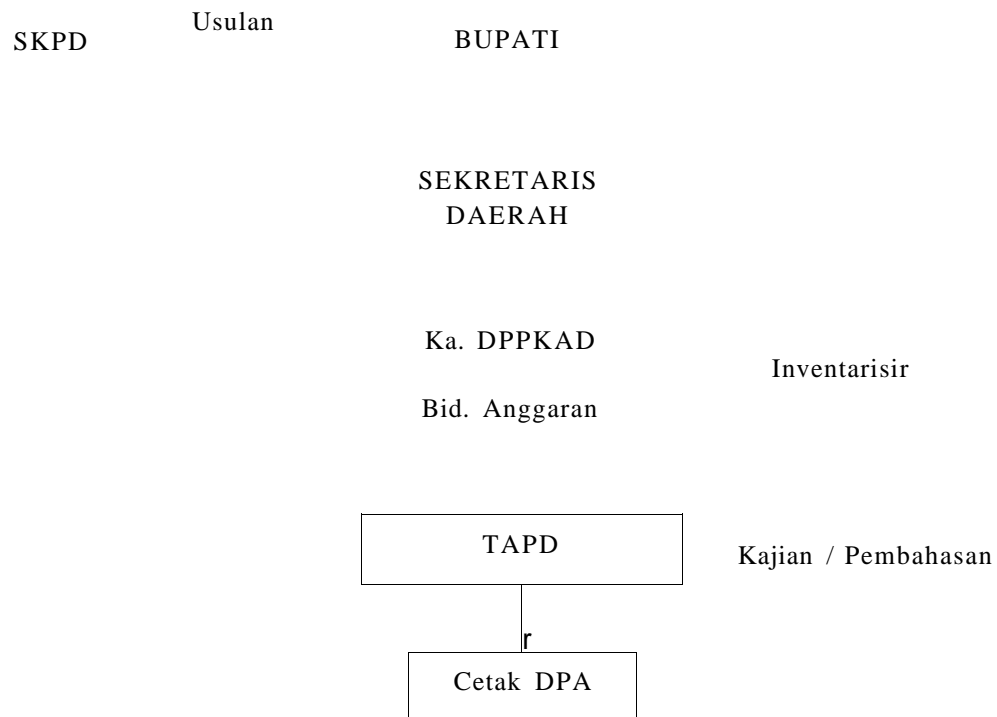 Usulan
SKPD
BUPATI
SEKRETARIS
DAERAH
Ka. DPPKAD
Inventarisir
Bid. Anggaran
TAPD
Kajian / Pembahasan
r
Cetak DPA